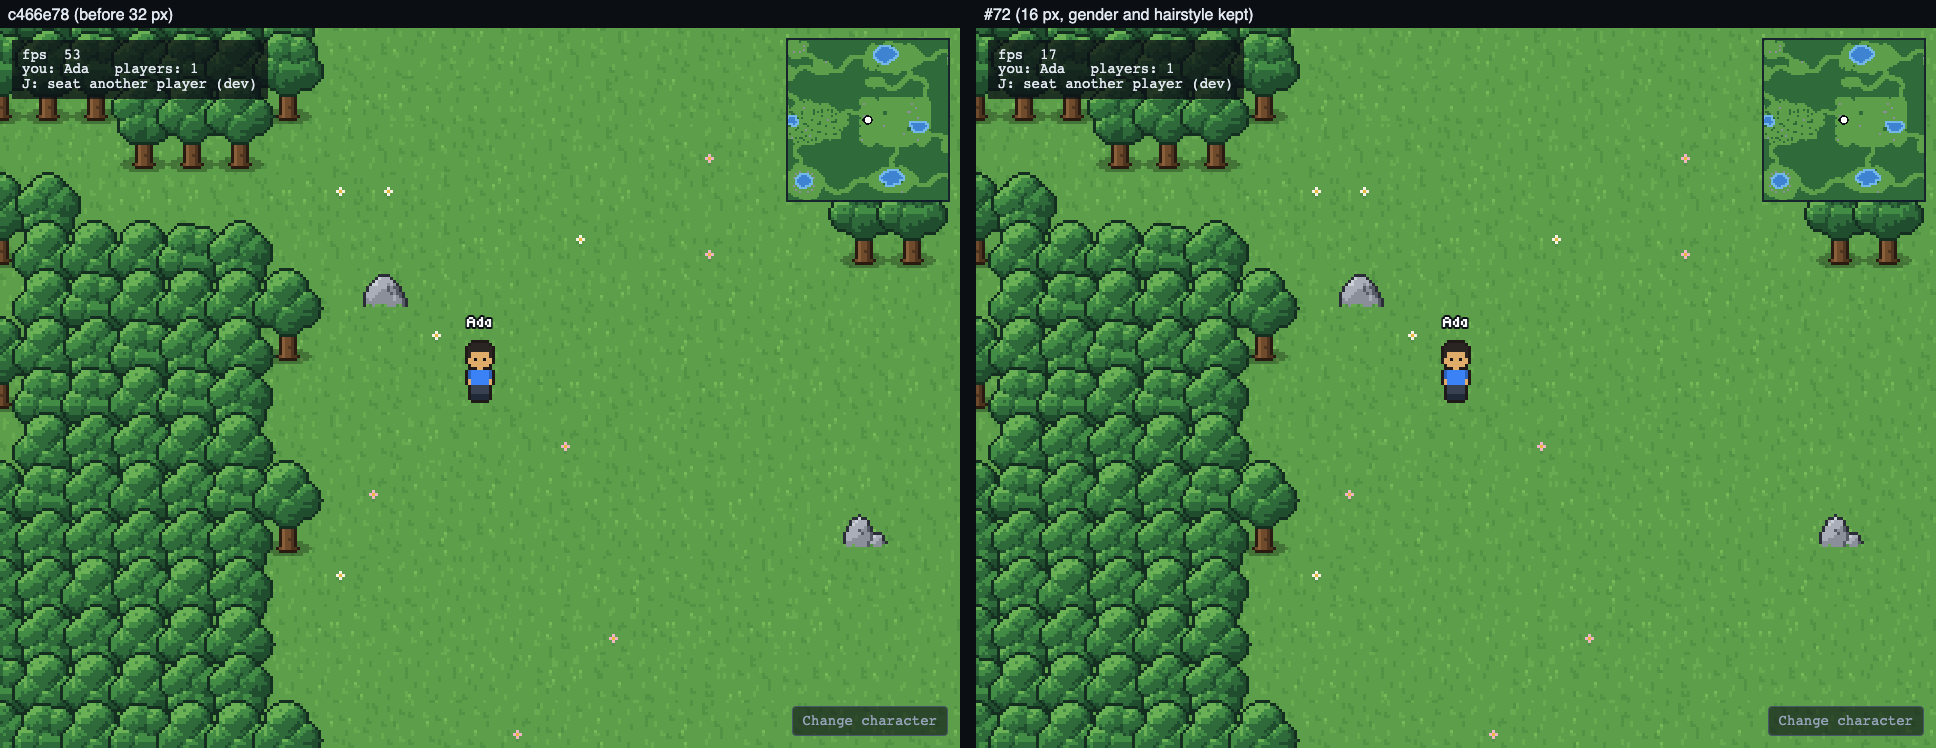 c466e78 (before 32 px)
fps 53
you: Ada players: 1
J: seat another player (dev)
Ada
Change character
#72 (16 px, gender and hairstyle kept)
fps 17
you: Ada players: 1
J: seat another player (dev)
Ada
Change character